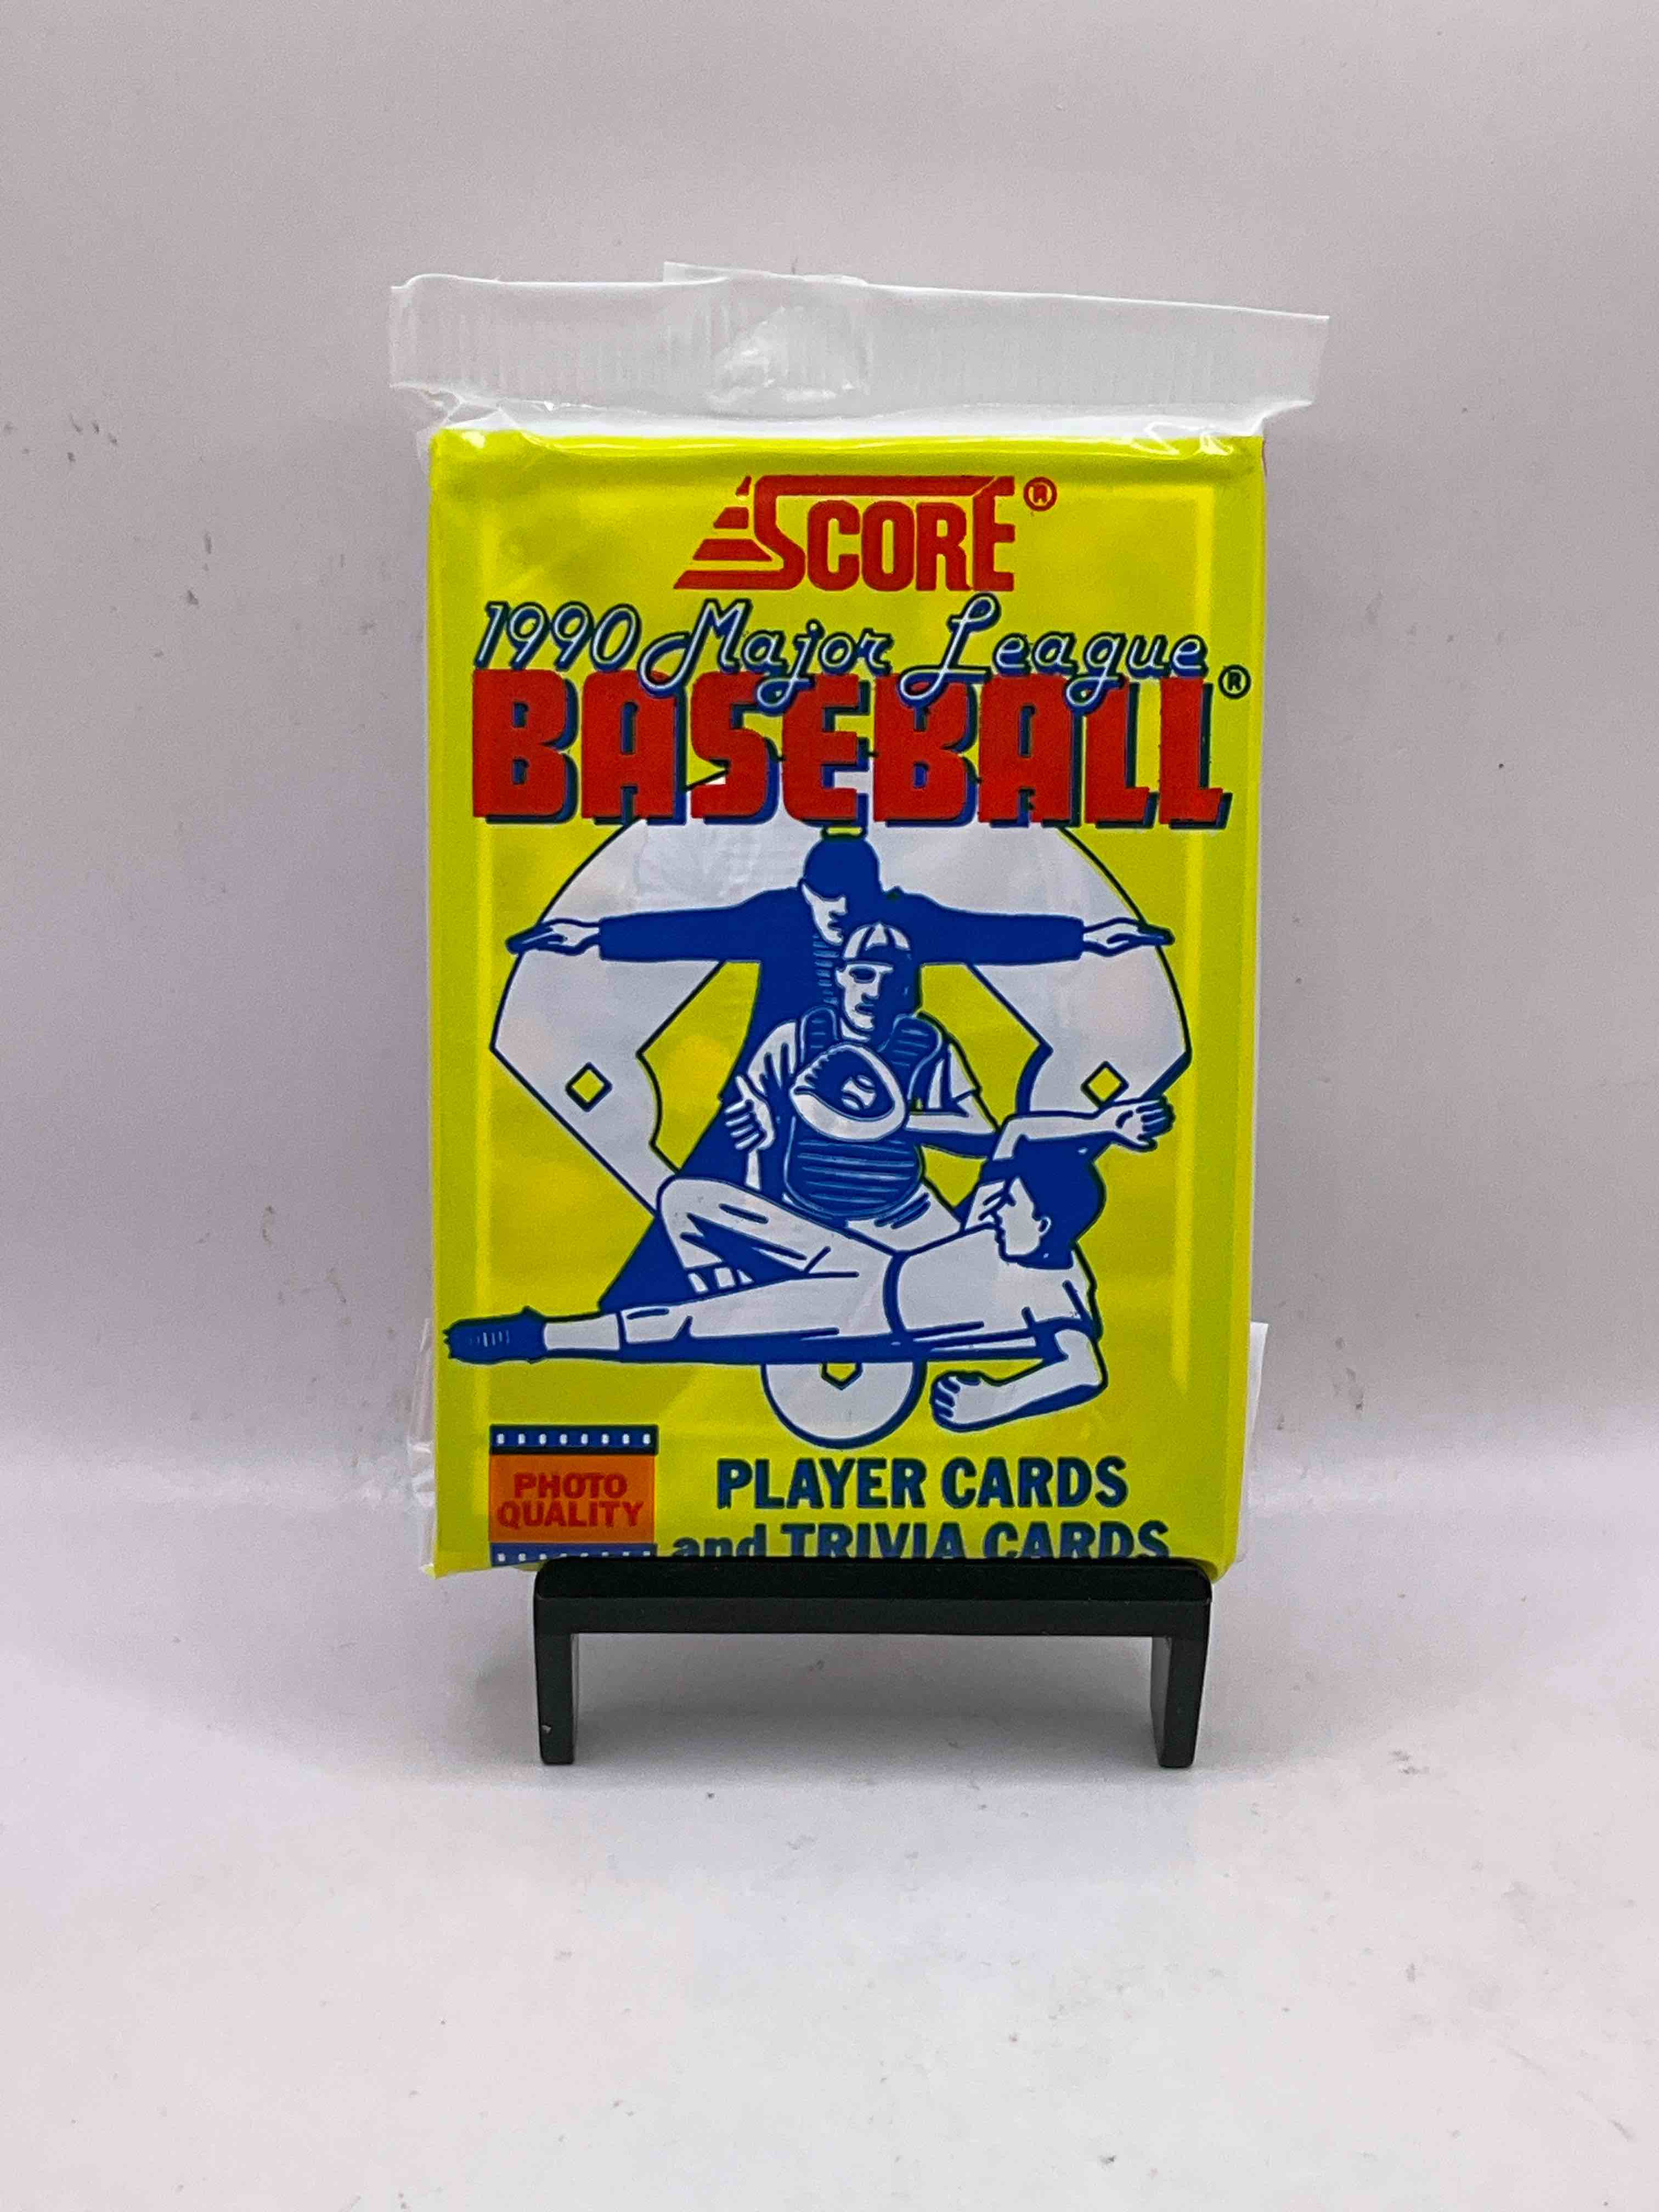 SCORE®
1990 Major League
BASEBALL®
PHOTO
QUALITY
PLAYER CARDS
and TRIVIA CARDS